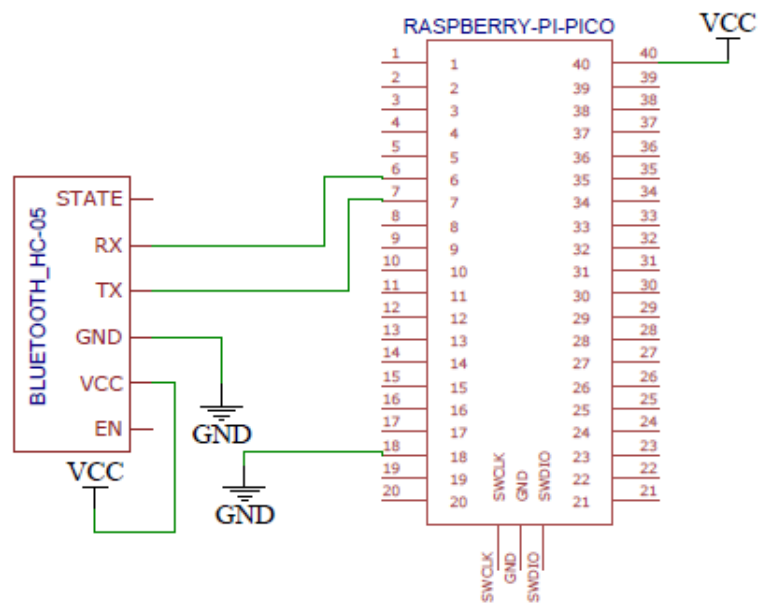 RASPBERRY-PI-PICO
VCC
1 1 40 40
2 2 39 39
3 3 38 38
4 4 37 37
5 5 36 36
6 6 35 35
7 7 34 34
8 8 33 33
9 9 32 32
10 10 31 31
11 11 30 30
12 12 29 29
13 13 28 28
14 14 27 27
15 15 26 26
16 16 25 25
17 17 24 24
18 18 23 23
19 19 22 22
20 20 21 21
SWCLK GND SWDIO
SWCLK GND SWDIO
BLUETOOTH_HC-05
STATE
RX
TX
GND
VCC
EN
GND
VCC
GND